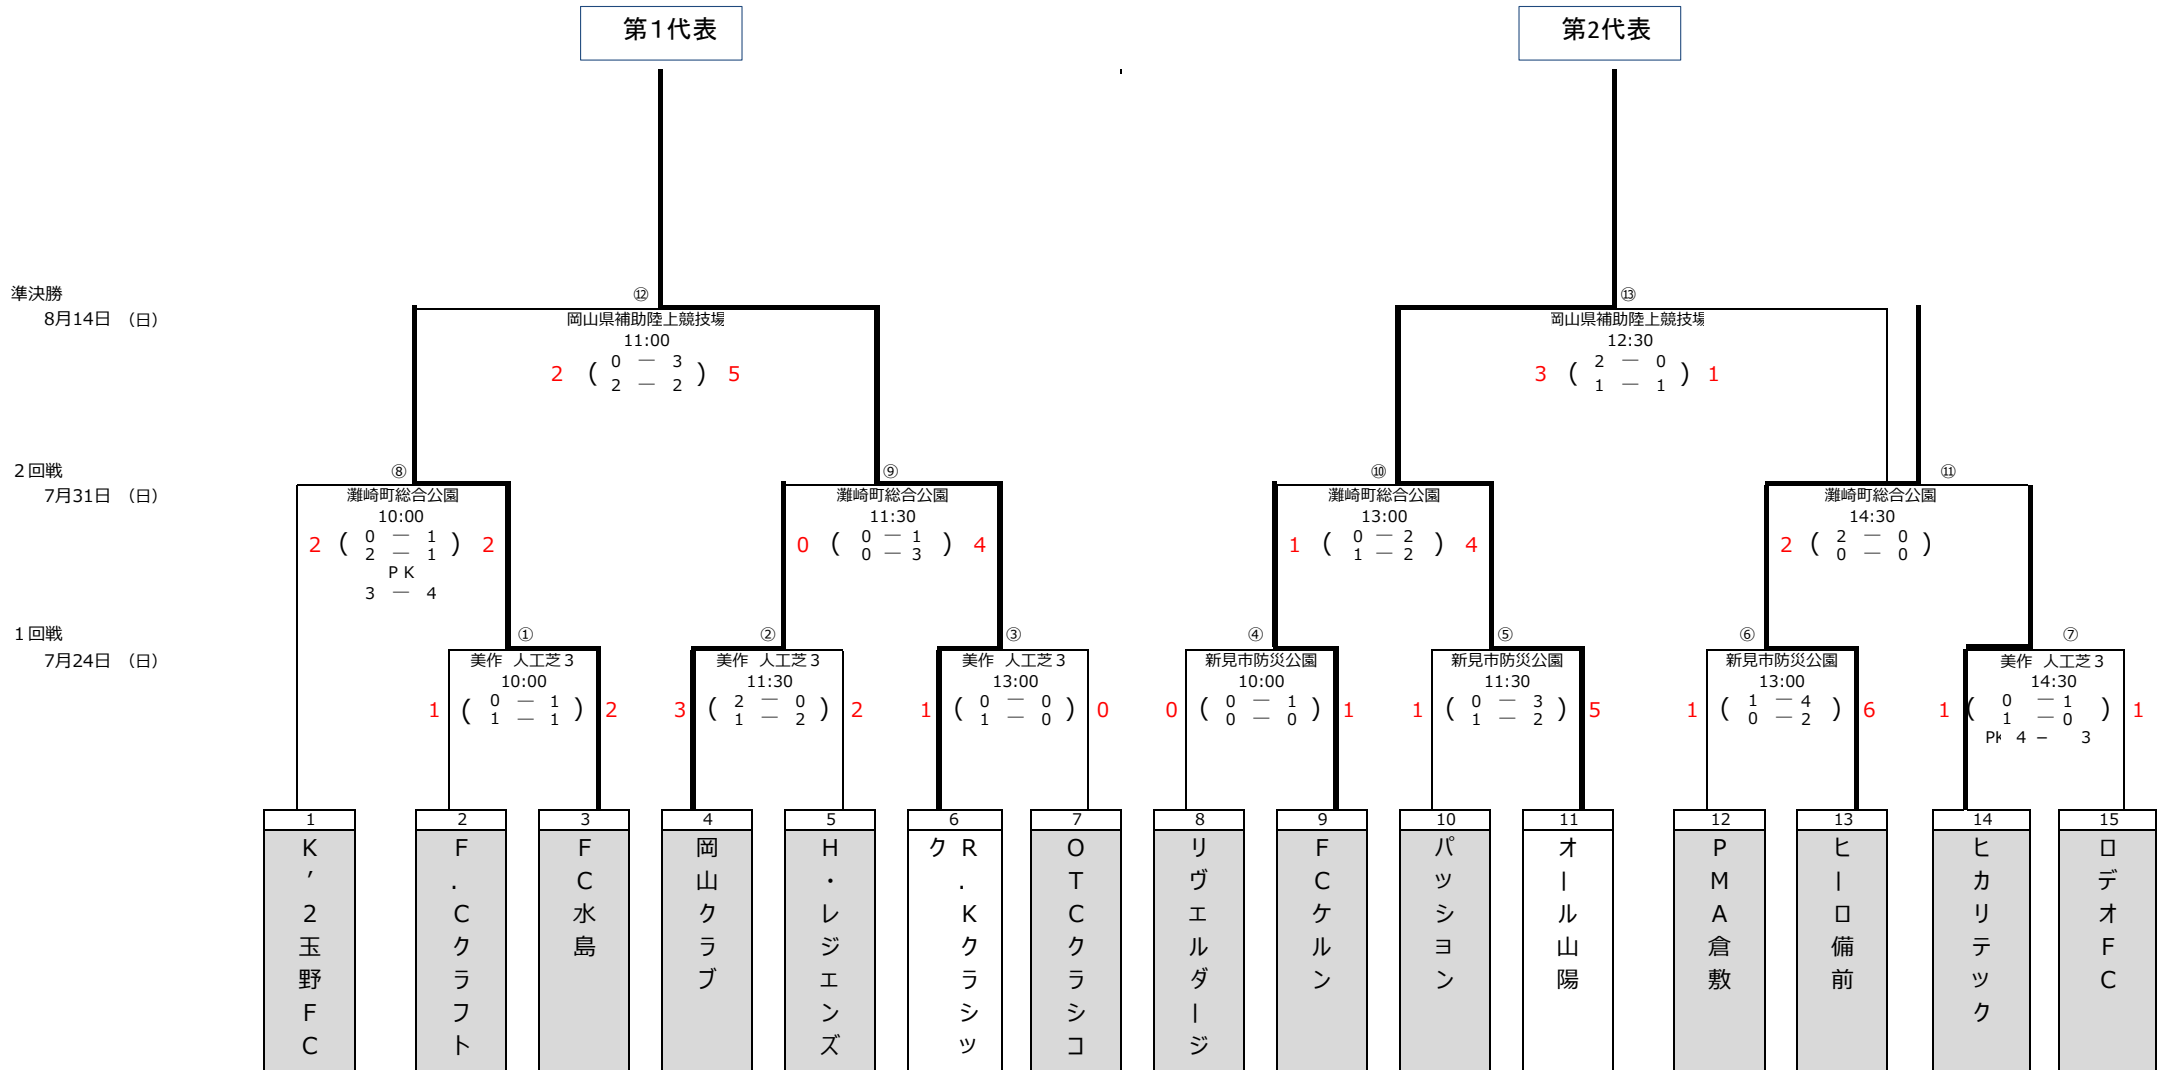 第1代表
第2代表
準決勝
8月14日 （日）
⑫
⑬
岡山県補助陸上競技場
11:00
2 ( 0 － 3 ) 5
2 － 2
岡山県補助陸上競技場
12:30
3 ( 2 － 0 ) 1
1 － 1
２回戦
7月31日 （日）
⑧
⑨
⑩
⑪
灘崎町総合公園
10:00
2 ( 0 － 1 ) 2
2 － 1
ＰＫ
3 － 4
灘崎町総合公園
11:30
0 ( 0 － 1 ) 4
0 － 3
灘崎町総合公園
13:00
1 ( 0 － 2 ) 4
1 － 2
灘崎町総合公園
14:30
2 ( 2 － 0 )
0 － 0
１回戦
7月24日 （日）
①
②
③
④
⑤
⑥
⑦
美作 人工芝３
10:00
1 ( 0 － 1 ) 2
1 － 1
美作 人工芝３
11:30
3 ( 2 － 0 ) 2
1 － 2
美作 人工芝３
13:00
1 ( 0 － 0 ) 0
1 － 0
新見市防災公園
10:00
0 ( 0 － 1 ) 1
0 － 0
新見市防災公園
11:30
1 ( 0 － 3 ) 5
1 － 2
新見市防災公園
13:00
1 ( 1 － 4 ) 6
0 － 2
美作 人工芝３
14:30
1 ( 0 － 1 ) 1
1 － 0
PK 4 － 3
1
Ｋ’２玉野ＦＣ
2
Ｆ．Ｃクラフト
3
ＦＣ水島
4
岡山クラブ
5
Ｈ・レジエンズ
6
Ｒ．Ｋクラシック
7
ＯＴＣクラシコ
8
リヴェルダージ
9
ＦＣケルン
10
パッション
11
オール山陽
12
ＰＭＡ倉敷
13
ヒーロ備前
14
ヒカリテック
15
ロデオＦＣ